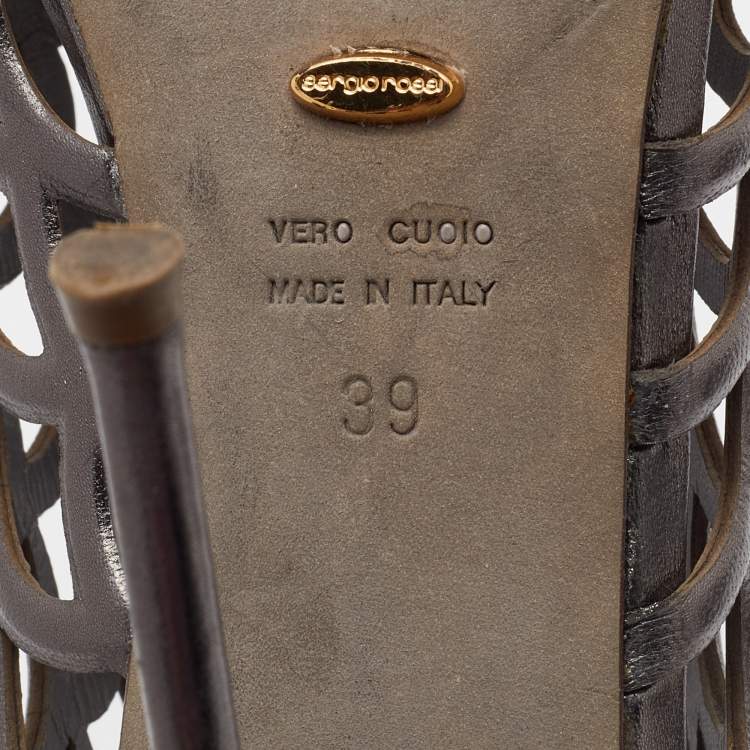 sergio rossi
VERO CUOIO
MADE IN ITALY
39